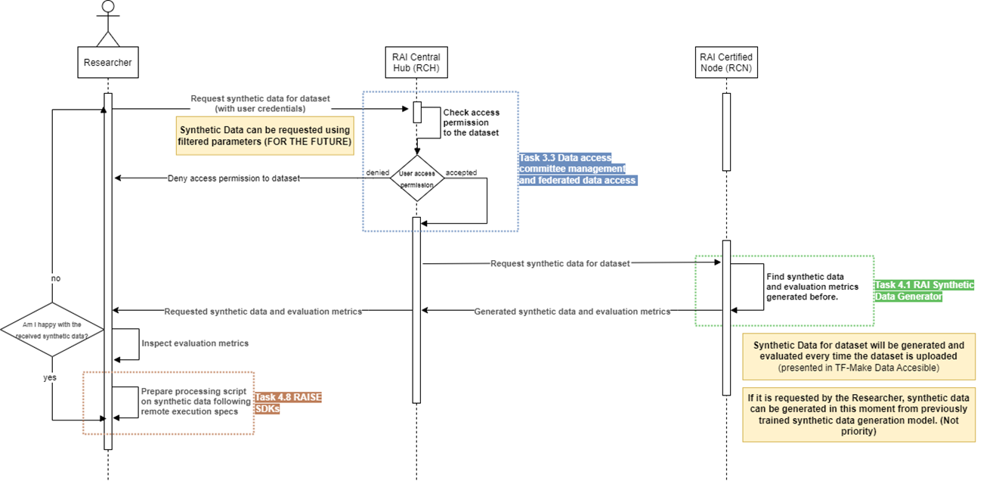 Researcher
RAI Central
Hub (RCH)
RAI Certified
Node (RCN)
Request synthetic data for dataset
(with user credentials)
Synthetic Data can be requested using
filtered parameters (FOR THE FUTURE)
Check access
permission
to the dataset
Task 3.3 Data access
committee management
and federated data access
denied
User access
permission
accepted
Deny access permission to dataset
Request synthetic data for dataset
Find synthetic data
and evaluation metrics
generated before.
Task 4.1 RAI Synthetic
Data Generator
no
Requested synthetic data and evaluation metrics
Generated synthetic data and evaluation metrics
Am I happy with the
received synthetic data?
Inspect evaluation metrics
Synthetic Data for dataset will be generated and
evaluated every time the dataset is uploaded
(presented in TF-Make Data Accesible)
yes
Prepare processing script
on synthetic data following
remote execution specs
Task 4.8 RAISE
SDKs
If it is requested by the Researcher, synthetic data
can be generated in this moment from previously
trained synthetic data generation model. (Not
priority)